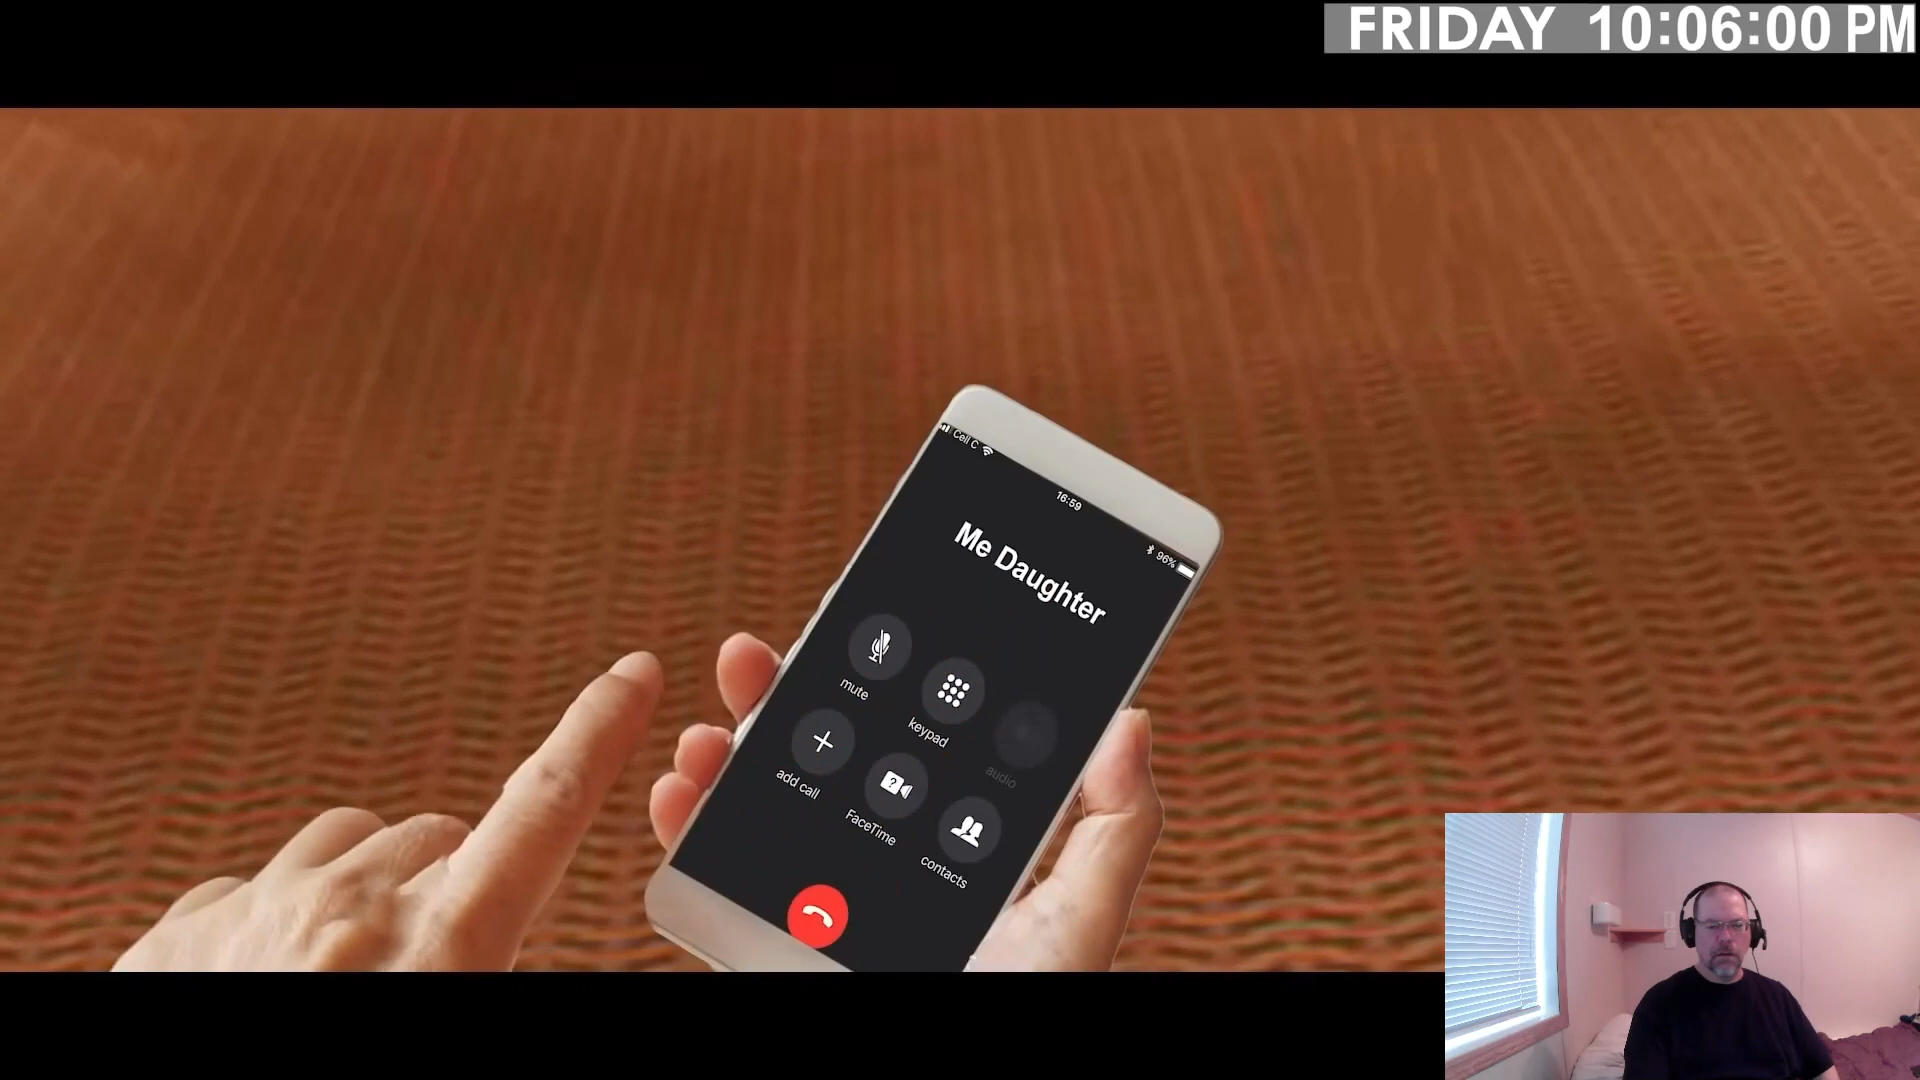 FRIDAY 10:06:00 PM
Cell C
16:59
96%
Me Daughter
mute
keypad
audio
add call
FaceTime
contacts